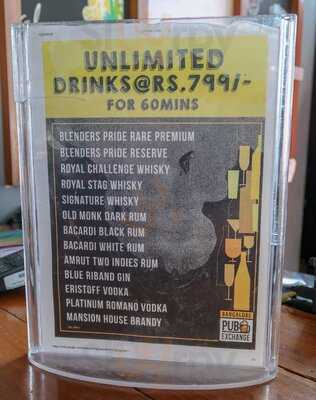 UNLIMITED
DRINKS@RS.799/-
FOR 60MINS
BLENDERS PRIDE RARE PREMIUM
BLENDERS PRIDE RESERVE
ROYAL CHALLENGE WHISKY
ROYAL STAG WHISKY
SIGNATURE WHISKY
OLD MONK DARK RUM
BACARDI BLACK RUM
BACARDI WHITE RUM
AMRUT TWO INDIES RUM
BLUE RIBAND GIN
ERISTOFF VODKA
PLATINUM ROMANO VODKA
MANSION HOUSE BRANDY
BANGALORE
PUB
EXCHANGE